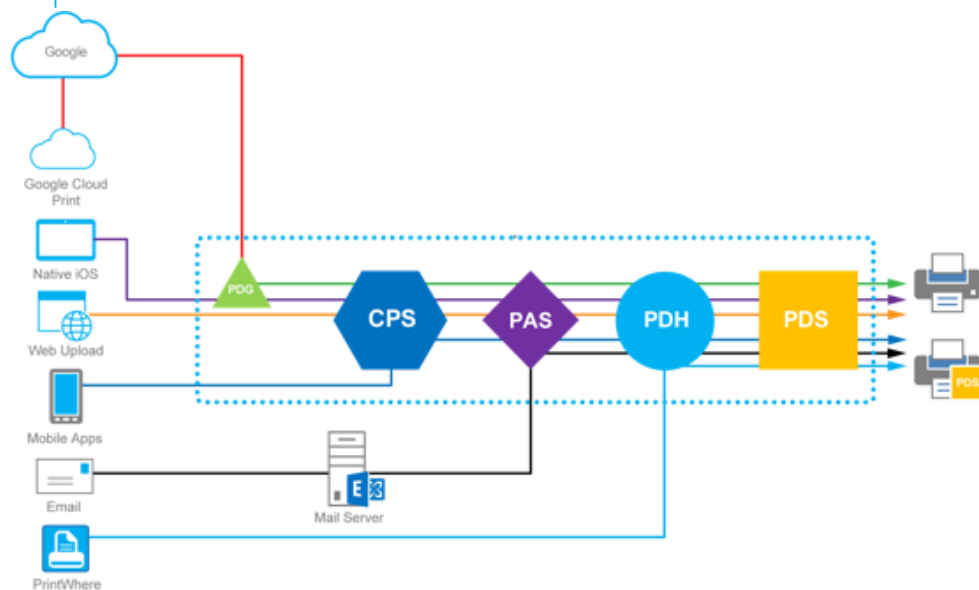 Google
Google Cloud
Print
Native iOS
Web Upload
Mobile Apps
Email
PrintWhere
PDG
CPS
PAS
PDH
PDS
E
Mail Server
PDS